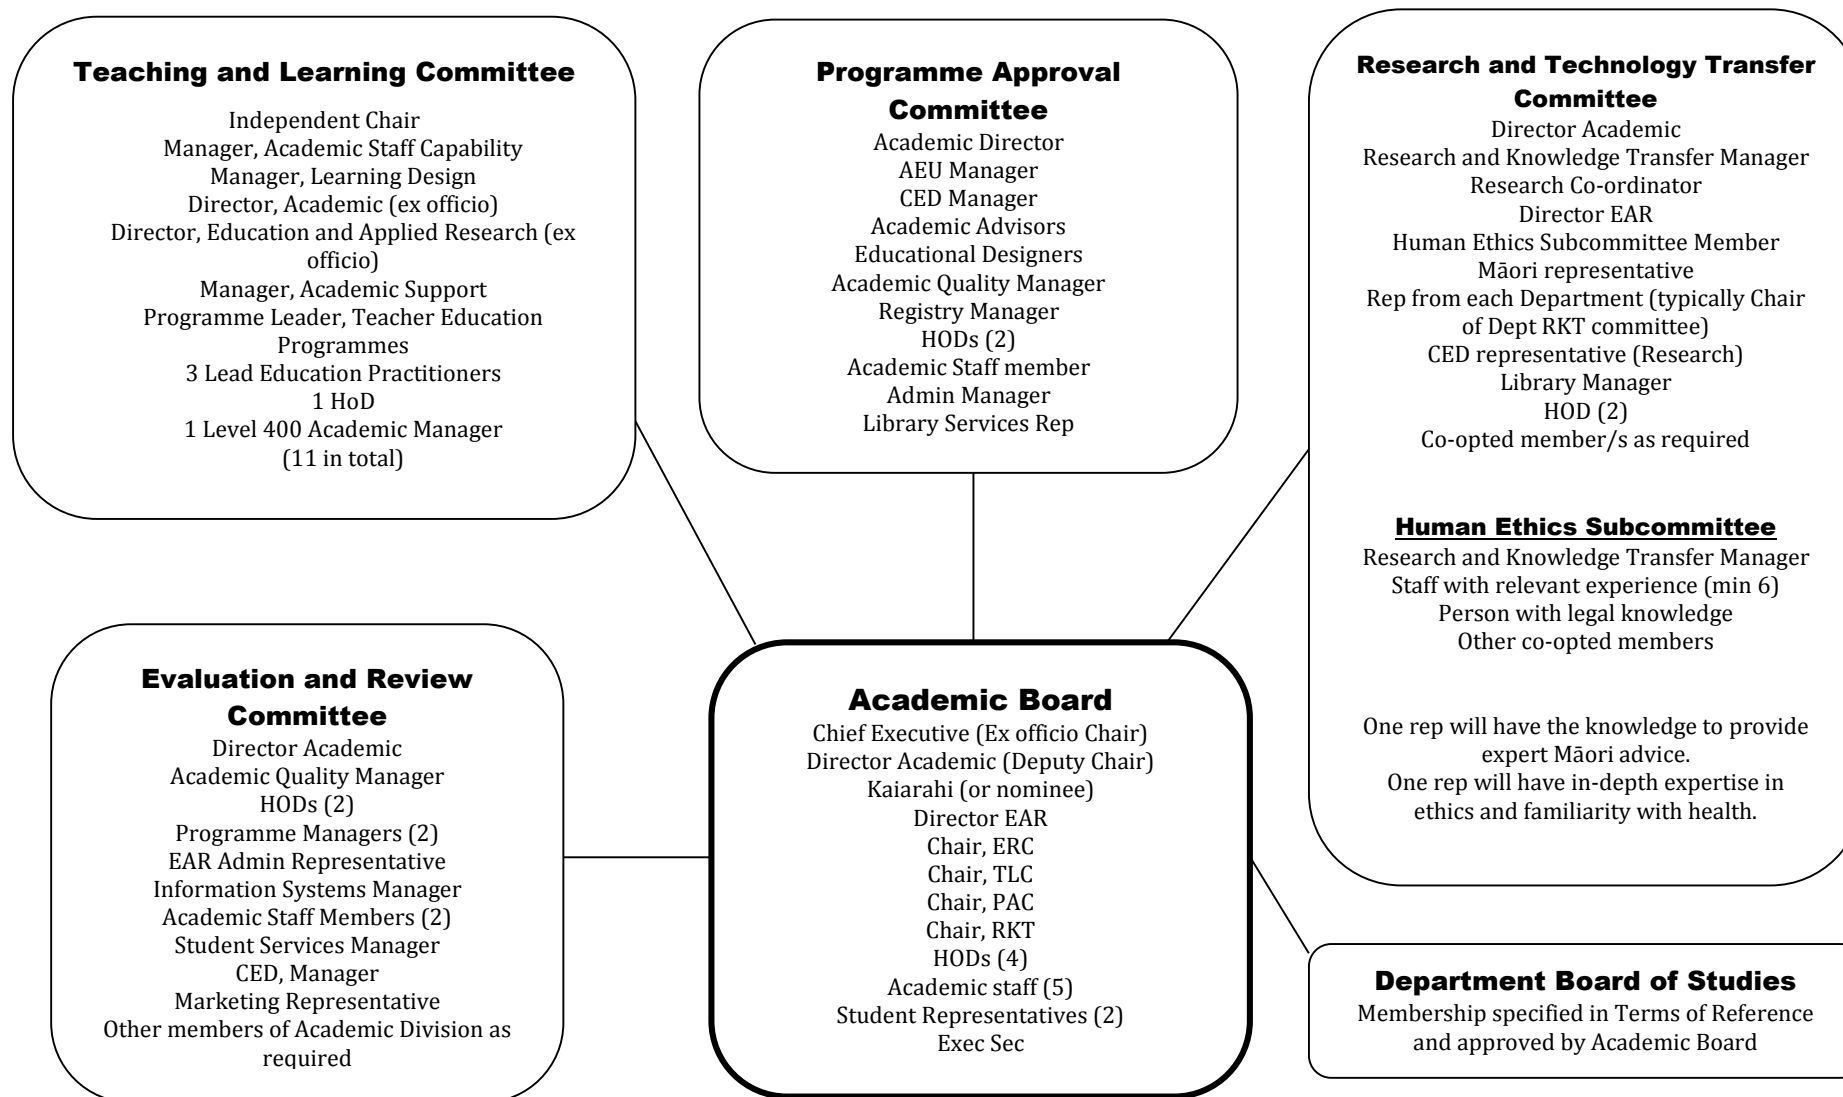 Teaching and Learning Committee
Independent Chair
Manager, Academic Staff Capability
Manager, Learning Design
Director, Academic (ex officio)
Director, Education and Applied Research (ex
officio)
Manager, Academic Support
Programme Leader, Teacher Education
Programmes
3 Lead Education Practitioners
1 HoD
1 Level 400 Academic Manager
(11 in total)
Programme Approval
Committee
Academic Director
AEU Manager
CED Manager
Academic Advisors
Educational Designers
Academic Quality Manager
Registry Manager
HODs (2)
Academic Staff member
Admin Manager
Library Services Rep
Research and Technology Transfer
Committee
Director Academic
Research and Knowledge Transfer Manager
Research Co-ordinator
Director EAR
Human Ethics Subcommittee Member
Māori representative
Rep from each Department (typically Chair
of Dept RKT committee)
CED representative (Research)
Library Manager
HOD (2)
Co-opted member/s as required
Human Ethics Subcommittee
Research and Knowledge Transfer Manager
Staff with relevant experience (min 6)
Person with legal knowledge
Other co-opted members
One rep will have the knowledge to provide
expert Māori advice.
One rep will have in-depth expertise in
ethics and familiarity with health.
Evaluation and Review
Committee
Director Academic
Academic Quality Manager
HODs (2)
Programme Managers (2)
EAR Admin Representative
Information Systems Manager
Academic Staff Members (2)
Student Services Manager
CED, Manager
Marketing Representative
Other members of Academic Division as
required
Academic Board
Chief Executive (Ex officio Chair)
Director Academic (Deputy Chair)
Kaiarahi (or nominee)
Director EAR
Chair, ERC
Chair, TLC
Chair, PAC
Chair, RKT
HODs (4)
Academic staff (5)
Student Representatives (2)
Exec Sec
Department Board of Studies
Membership specified in Terms of Reference
and approved by Academic Board